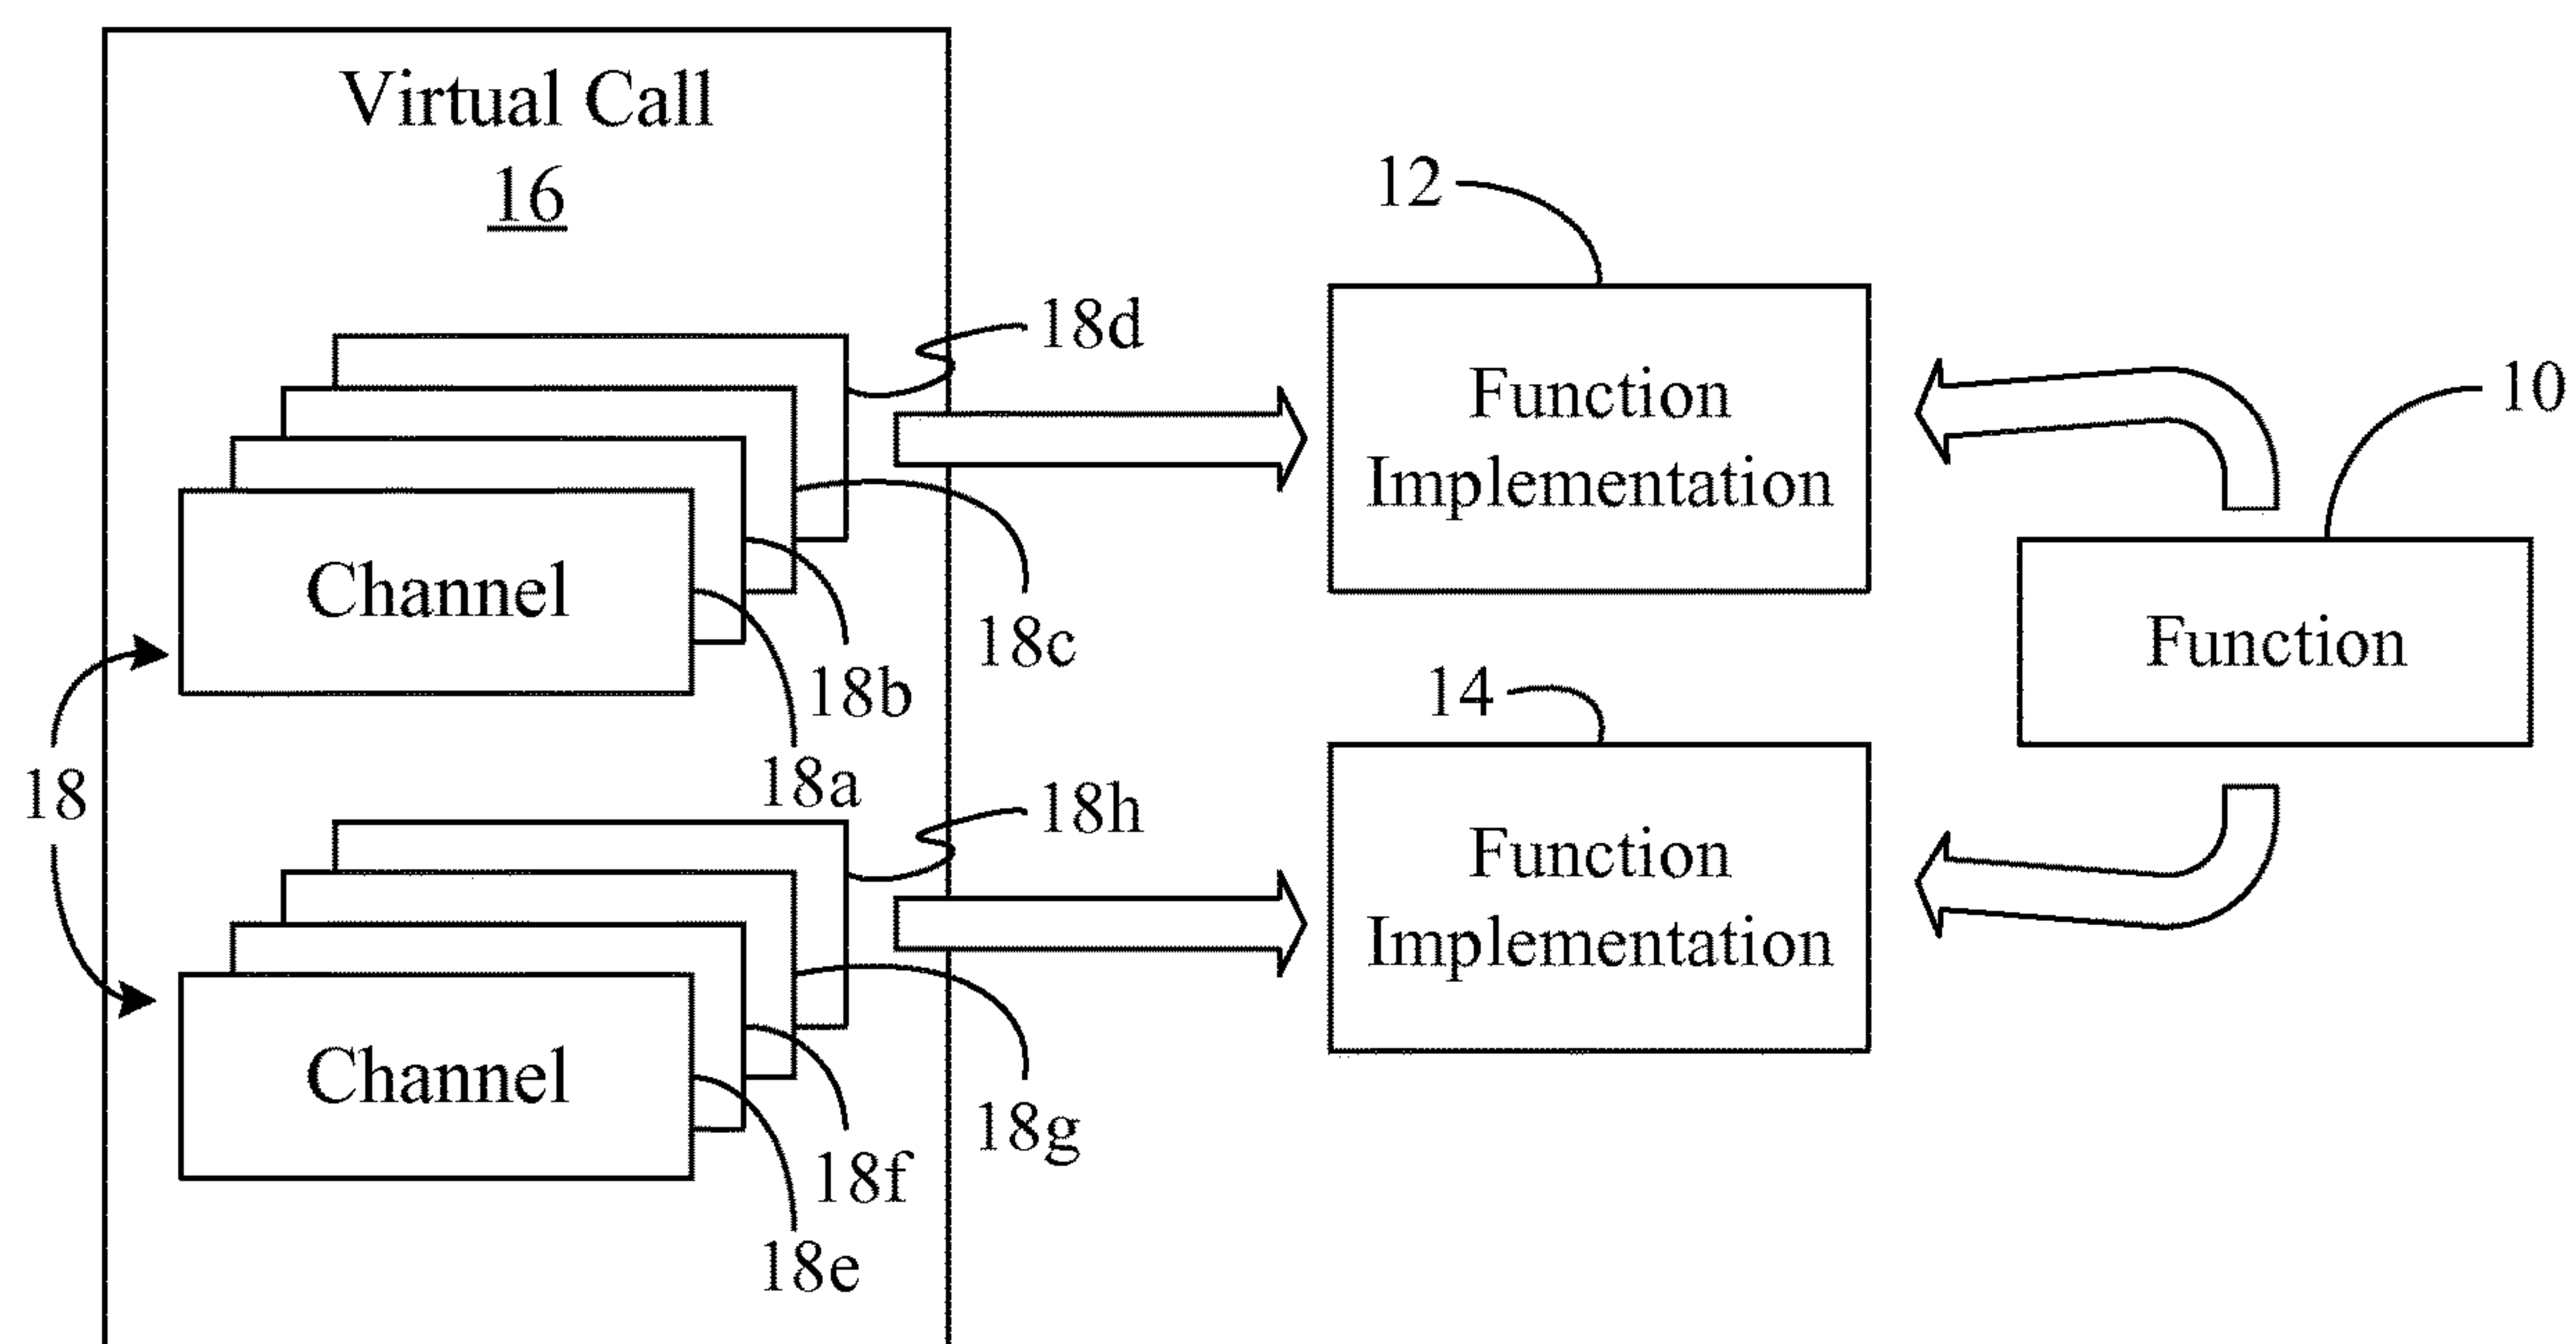 Virtual Call
16
12
18d
10
Function
Implementation
Channel
18c
Function
18b
14
18a
18
18h
Function
Implementation
Channel
18g
18f
18e